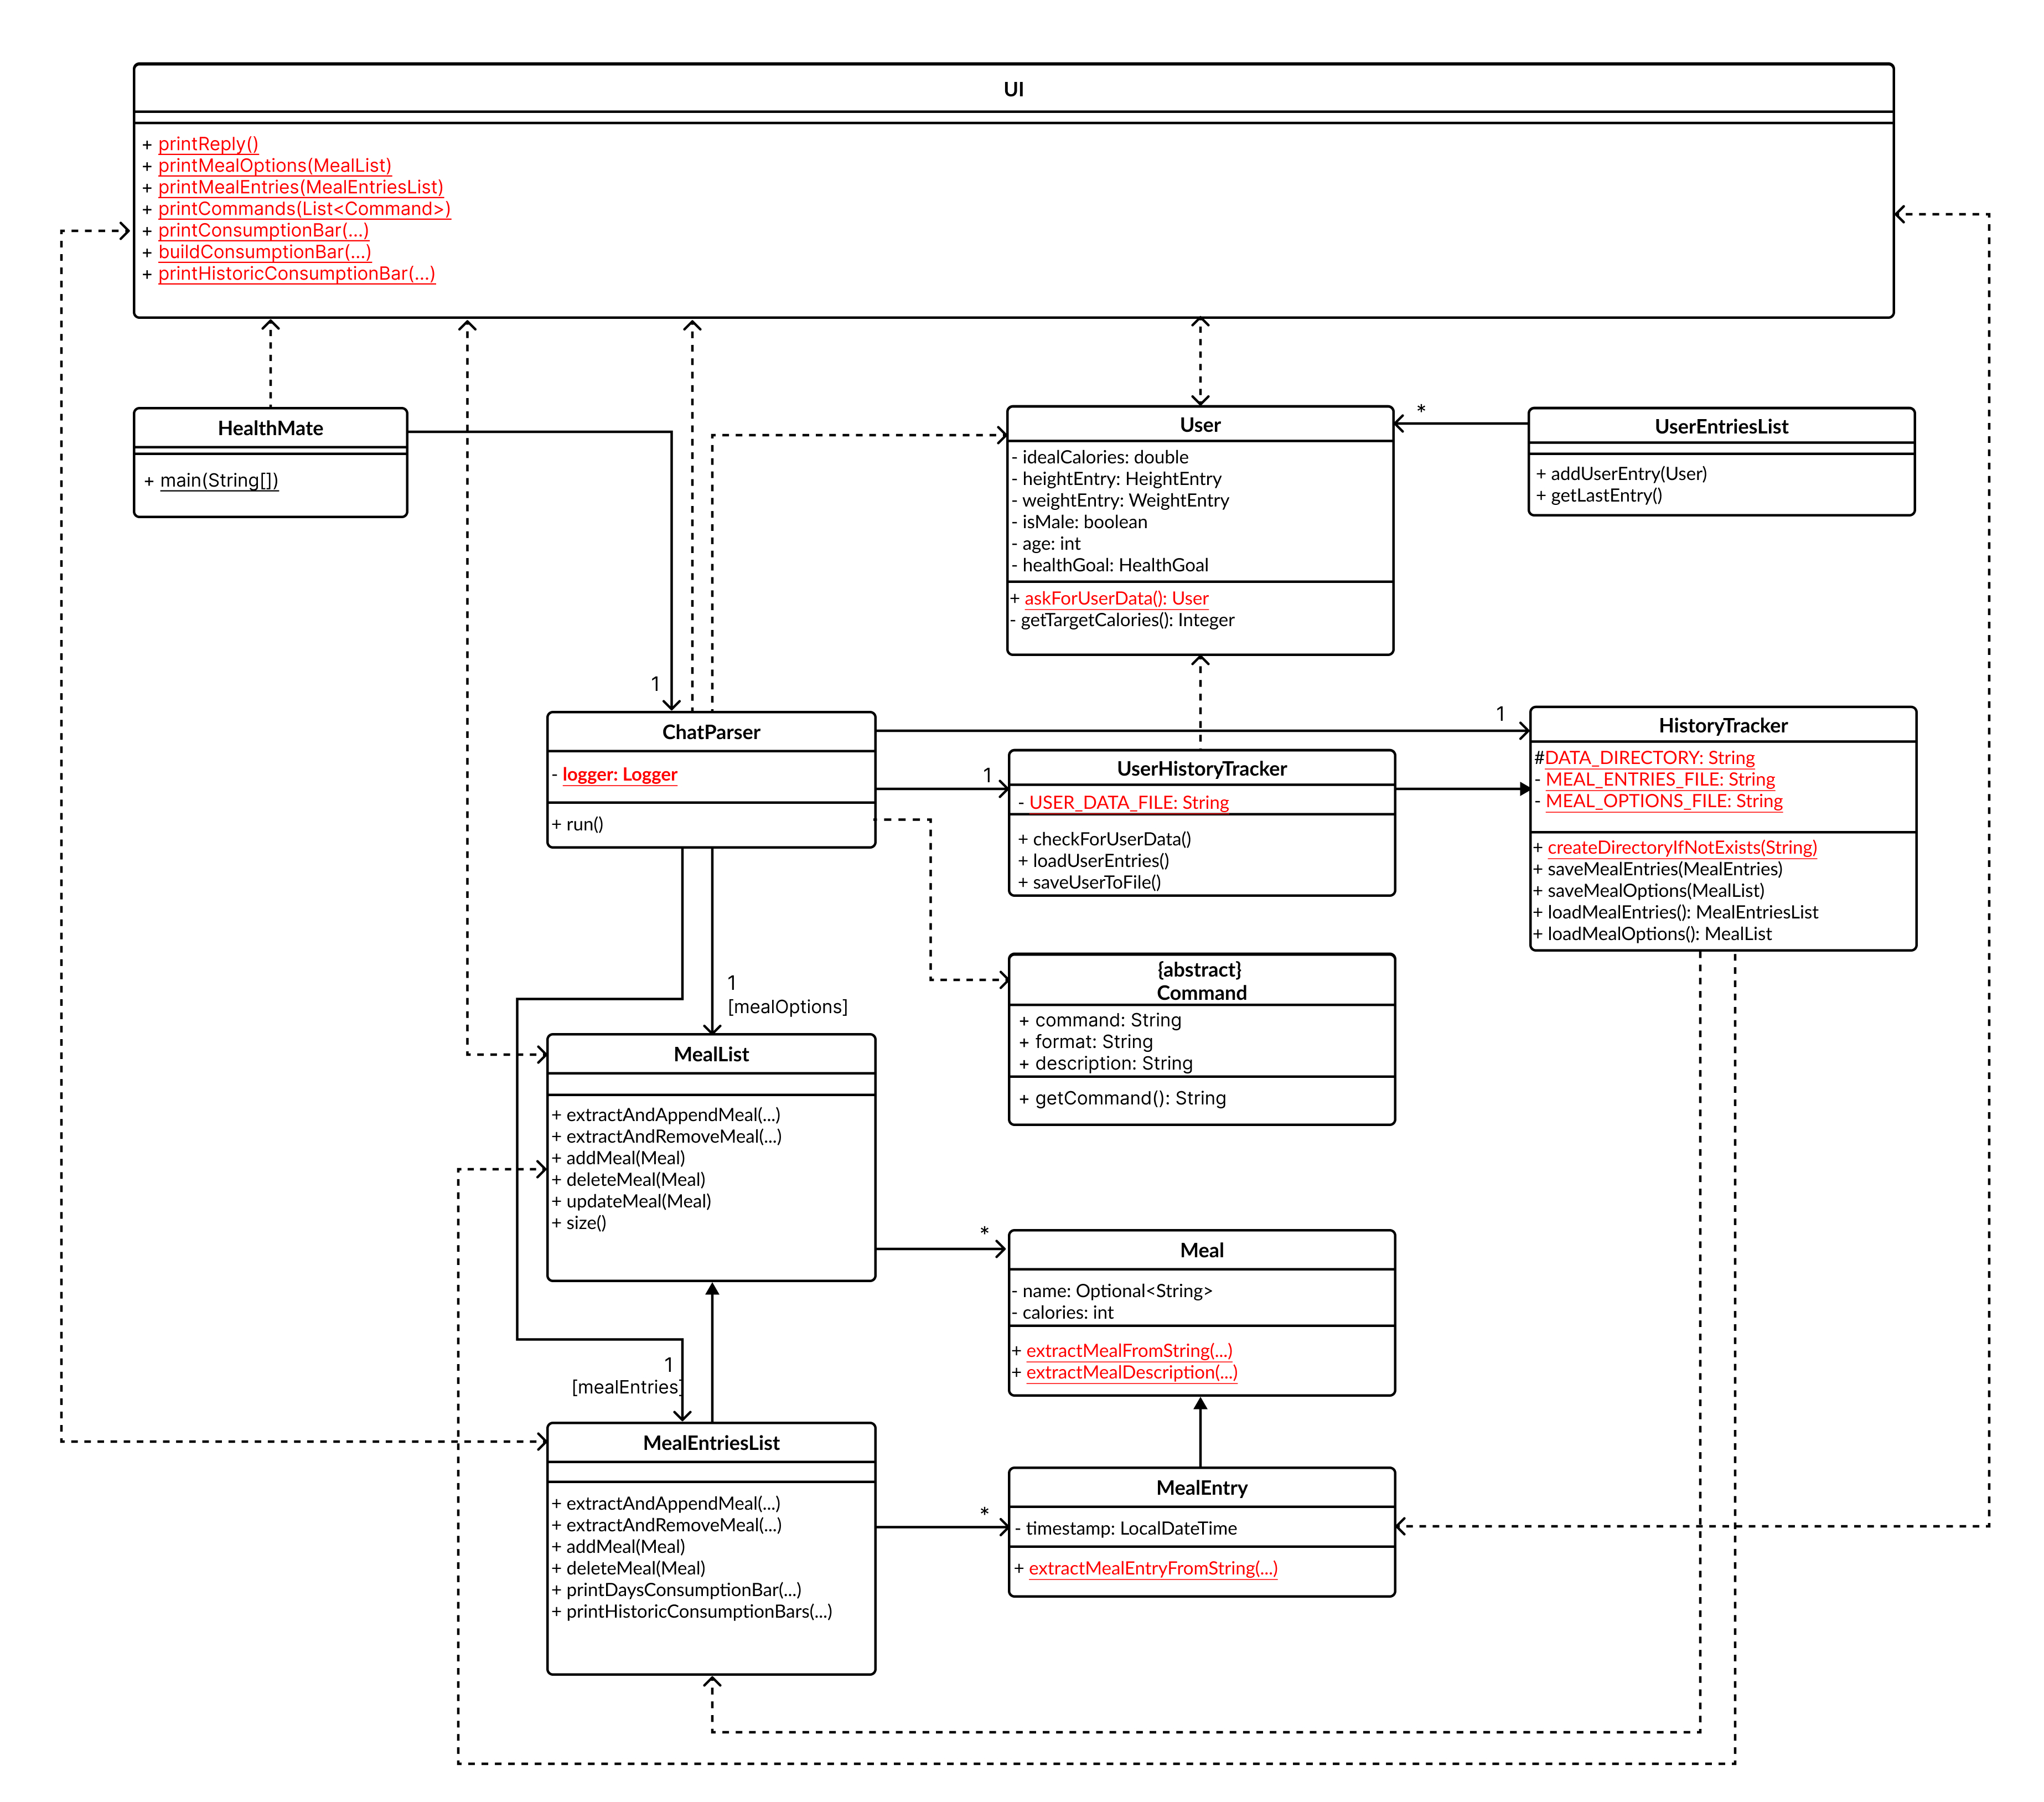 UI
+ printReply()
+ printMealOptions(MealList)
+ printMealEntries(MealEntriesList)
+ printCommands(List<Command>)
+ printConsumptionBar(...)
+ buildConsumptionBar(...)
+ printHistoricConsumptionBar(...)
HealthMate
+ main(String[])
User
- idealCalories: double
- heightEntry: HeightEntry
- weightEntry: WeightEntry
- isMale: boolean
- age: int
- healthGoal: HealthGoal
+ askForUserData(): User
- getTargetCalories(): Integer
*
UserEntriesList
+ addUserEntry(User)
+ getLastEntry()
1
ChatParser
- logger: Logger
+ run()
1
UserHistoryTracker
- USER_DATA_FILE: String
+ checkForUserData()
+ loadUserEntries()
+ saveUserToFile()
1
HistoryTracker
#DATA_DIRECTORY: String
- MEAL_ENTRIES_FILE: String
- MEAL_OPTIONS_FILE: String
+ createDirectoryIfNotExists(String)
+ saveMealEntries(MealEntries)
+ saveMealOptions(MealList)
+ loadMealEntries(): MealEntriesList
+ loadMealOptions(): MealList
{abstract}
Command
+ command: String
+ format: String
+ description: String
+ getCommand(): String
1
[mealOptions]
MealList
+ extractAndAppendMeal(...)
+ extractAndRemoveMeal(...)
+ addMeal(Meal)
+ deleteMeal(Meal)
+ updateMeal(Meal)
+ size()
*
Meal
- name: Optional<String>
- calories: int
+ extractMealFromString(...)
+ extractMealDescription(...)
1
[mealEntries]
MealEntriesList
+ extractAndAppendMeal(...)
+ extractAndRemoveMeal(...)
+ addMeal(Meal)
+ deleteMeal(Meal)
+ printDaysConsumptionBar(...)
+ printHistoricConsumptionBars(...)
*
MealEntry
- timestamp: LocalDateTime
+ extractMealEntryFromString(...)